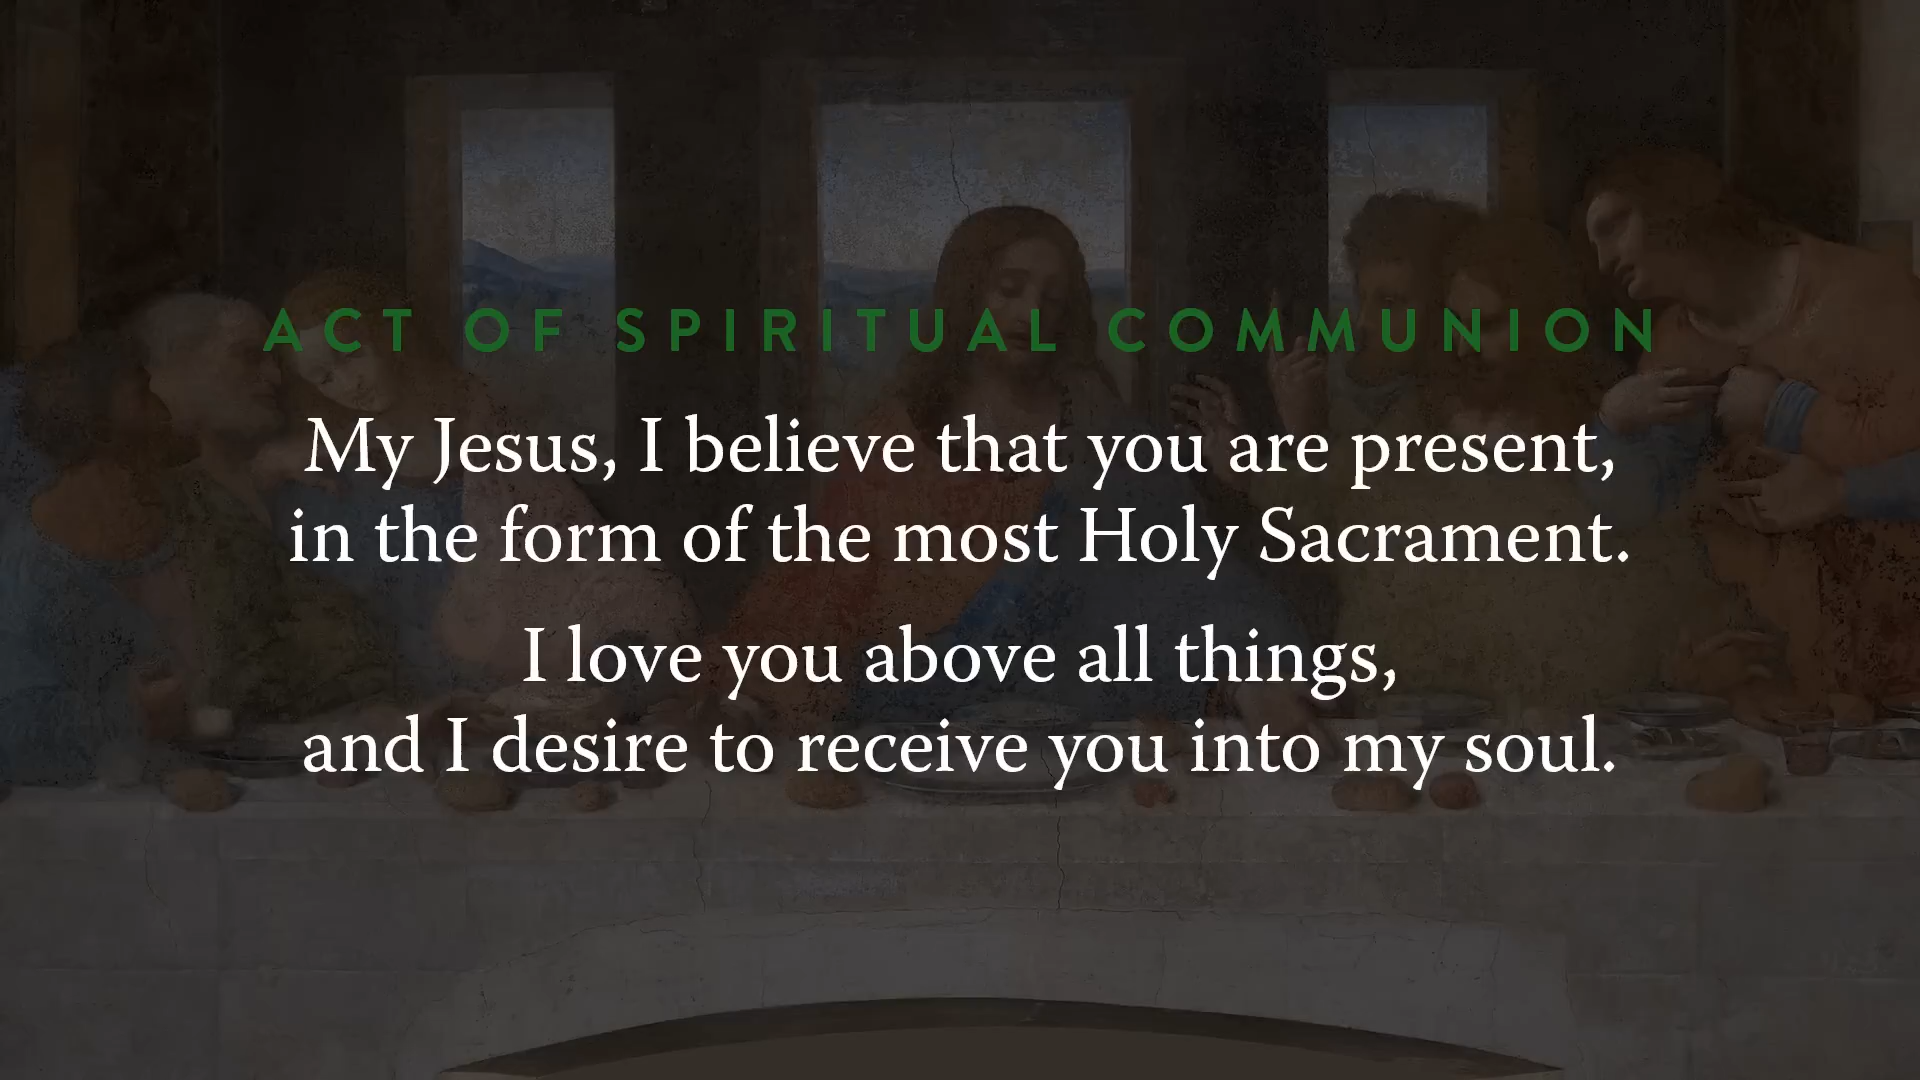 ACT OF SPIRITUAL COMMUNION
My Jesus, I believe that you are present,
in the form of the most Holy Sacrament.
I love you above all things,
and I desire to receive you into my soul.